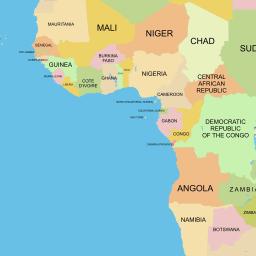 MAURITANIA
MALI
NIGER
CHAD
SUD
SENEGAL
GUINEA
BURKINA
FASO
COTE
D'IVOIRE
GHANA
NIGERIA
CENTRAL
AFRICAN
REPUBLIC
CAMEROON
GABON
CONGO
DEMOCRATIC
REPUBLIC
OF THE CONGO
ANGOLA
ZAMBIA
NAMIBIA
BOTSWANA
ZIMBA